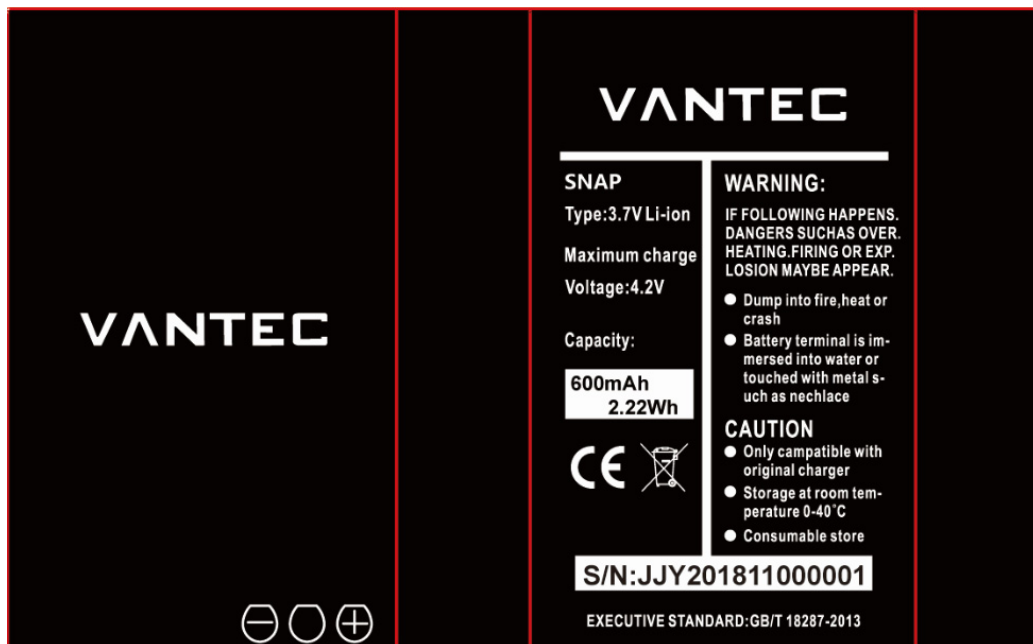 VANTEC
VANTEC
SNAP
Type:3.7V Li-ion
Maximum charge
Voltage:4.2V
Capacity:
600mAh
2.22Wh
CE
WARNING:
IF FOLLOWING HAPPENS.
DANGERS SUCHAS OVER.
HEATING.FIRING OR EXP.
LOSION MAYBE APPEAR.
Dump into fire,heat or
crash
Battery terminal is im-
mersed into water or
touched with metal s-
uch as nechlace
CAUTION
Only campatible with
original charger
Storage at room tem-
perature 0-40°C
Consumable store
S/N:JJY201811000001
EXECUTIVE STANDARD:GB/T 18287-2013